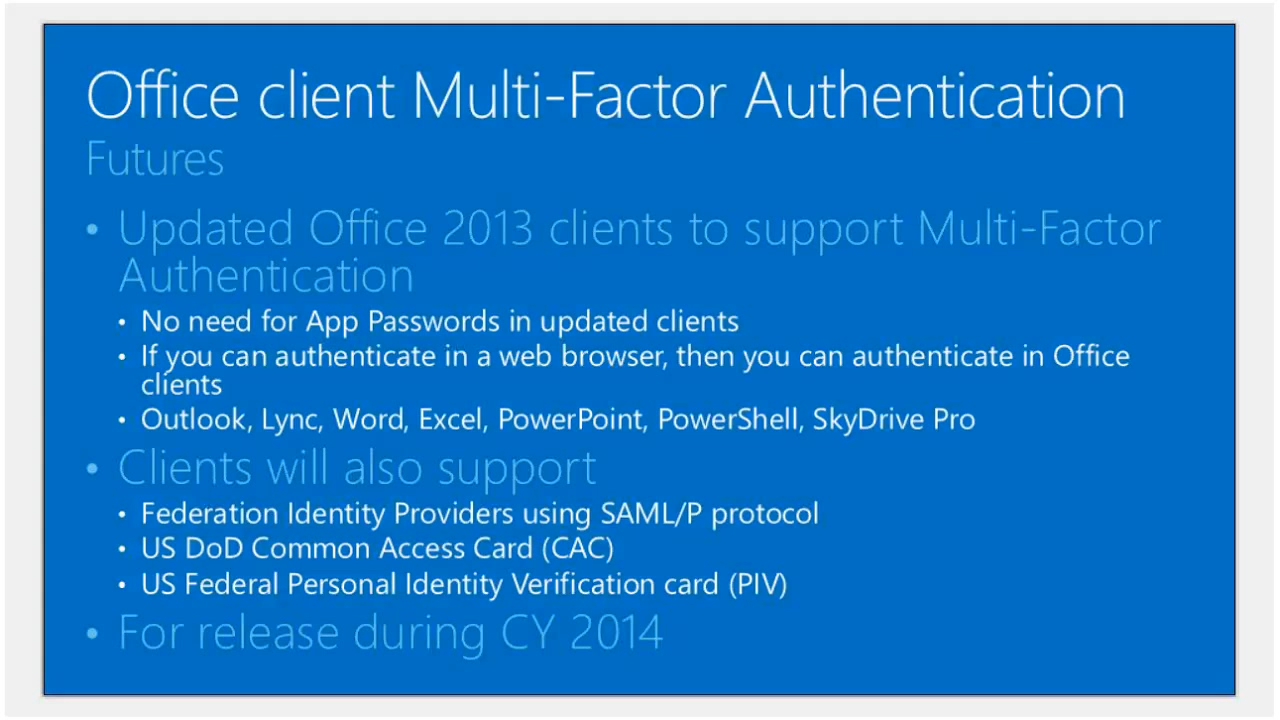 Office client Multi-Factor Authentication
Futures
• Updated Office 2013 clients to support Multi-Factor
Authentication
• No need for App Passwords in updated clients
• If you can authenticate in a web browser, then you can authenticate in Office
clients
• Outlook, Lync, Word, Excel, PowerPoint, PowerShell, SkyDrive Pro
• Clients will also support
• Federation Identity Providers using SAML/P protocol
• US DoD Common Access Card (CAC)
• US Federal Personal Identity Verification card (PIV)
• For release during CY 2014